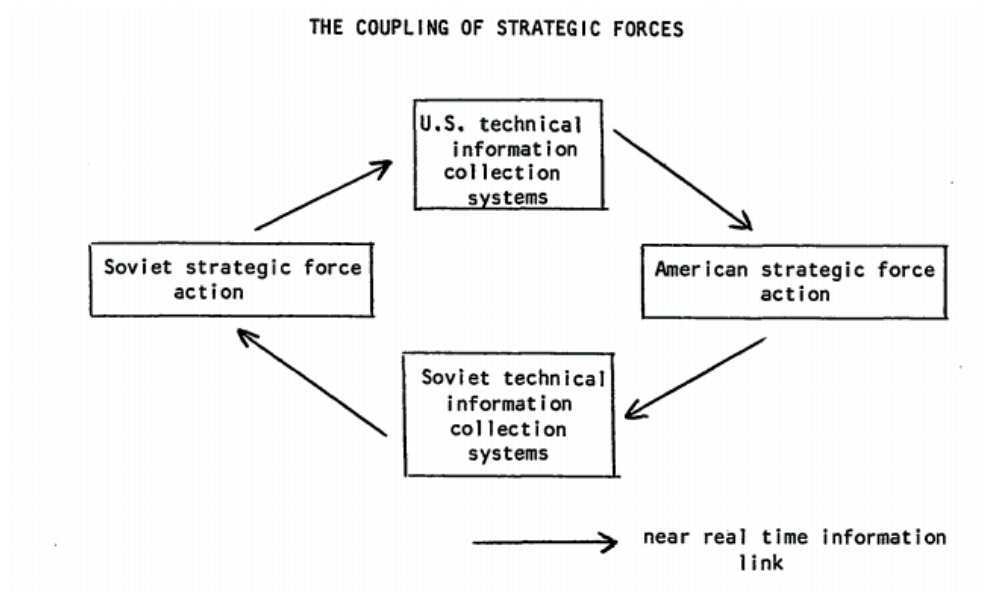 THE COUPLING OF STRATEGIC FORCES
U.S. technical
information
collection
systems
Soviet strategic force
action
American strategic force
action
Soviet technical
information
collection
systems
near real time information
link